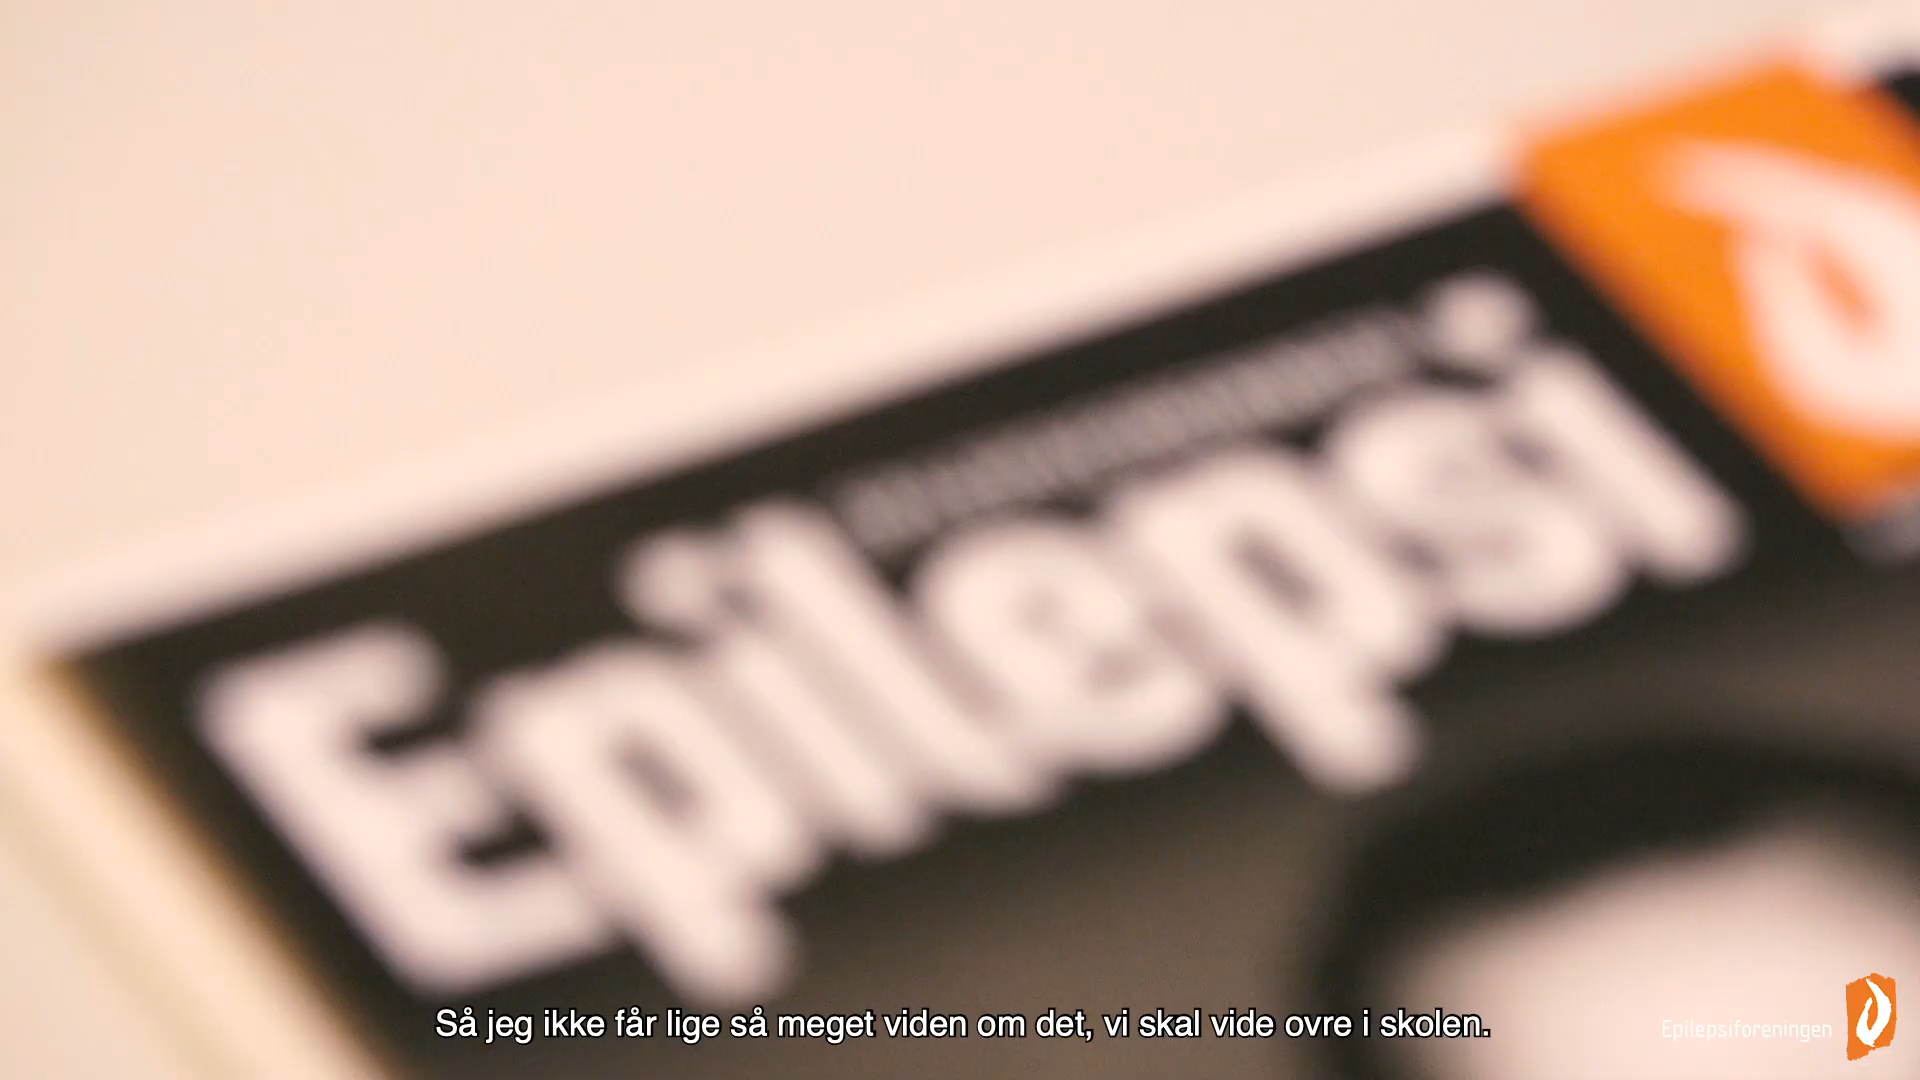 Epilepsi
Så jeg ikke får lige så meget viden om det, vi skal vide ovre i skolen.
Epilepsiforeningen